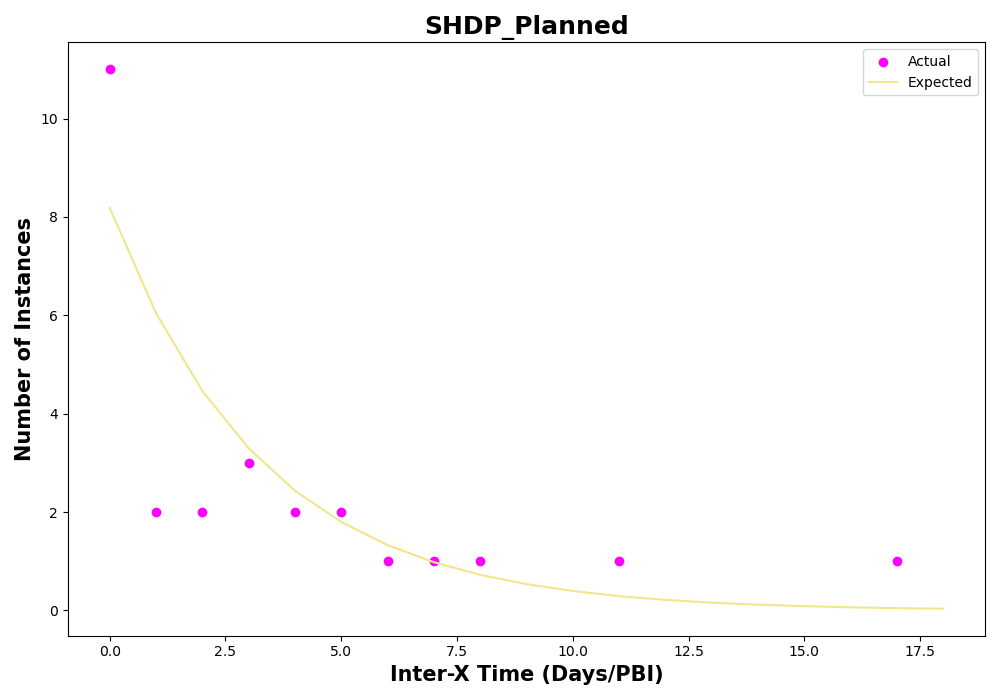 SHDP_Planned
Actual
Expected
Number of Instances
10
8
6
4
2
0
0.0 2.5 5.0 7.5 10.0 12.5 15.0 17.5
Inter-X Time (Days/PBI)